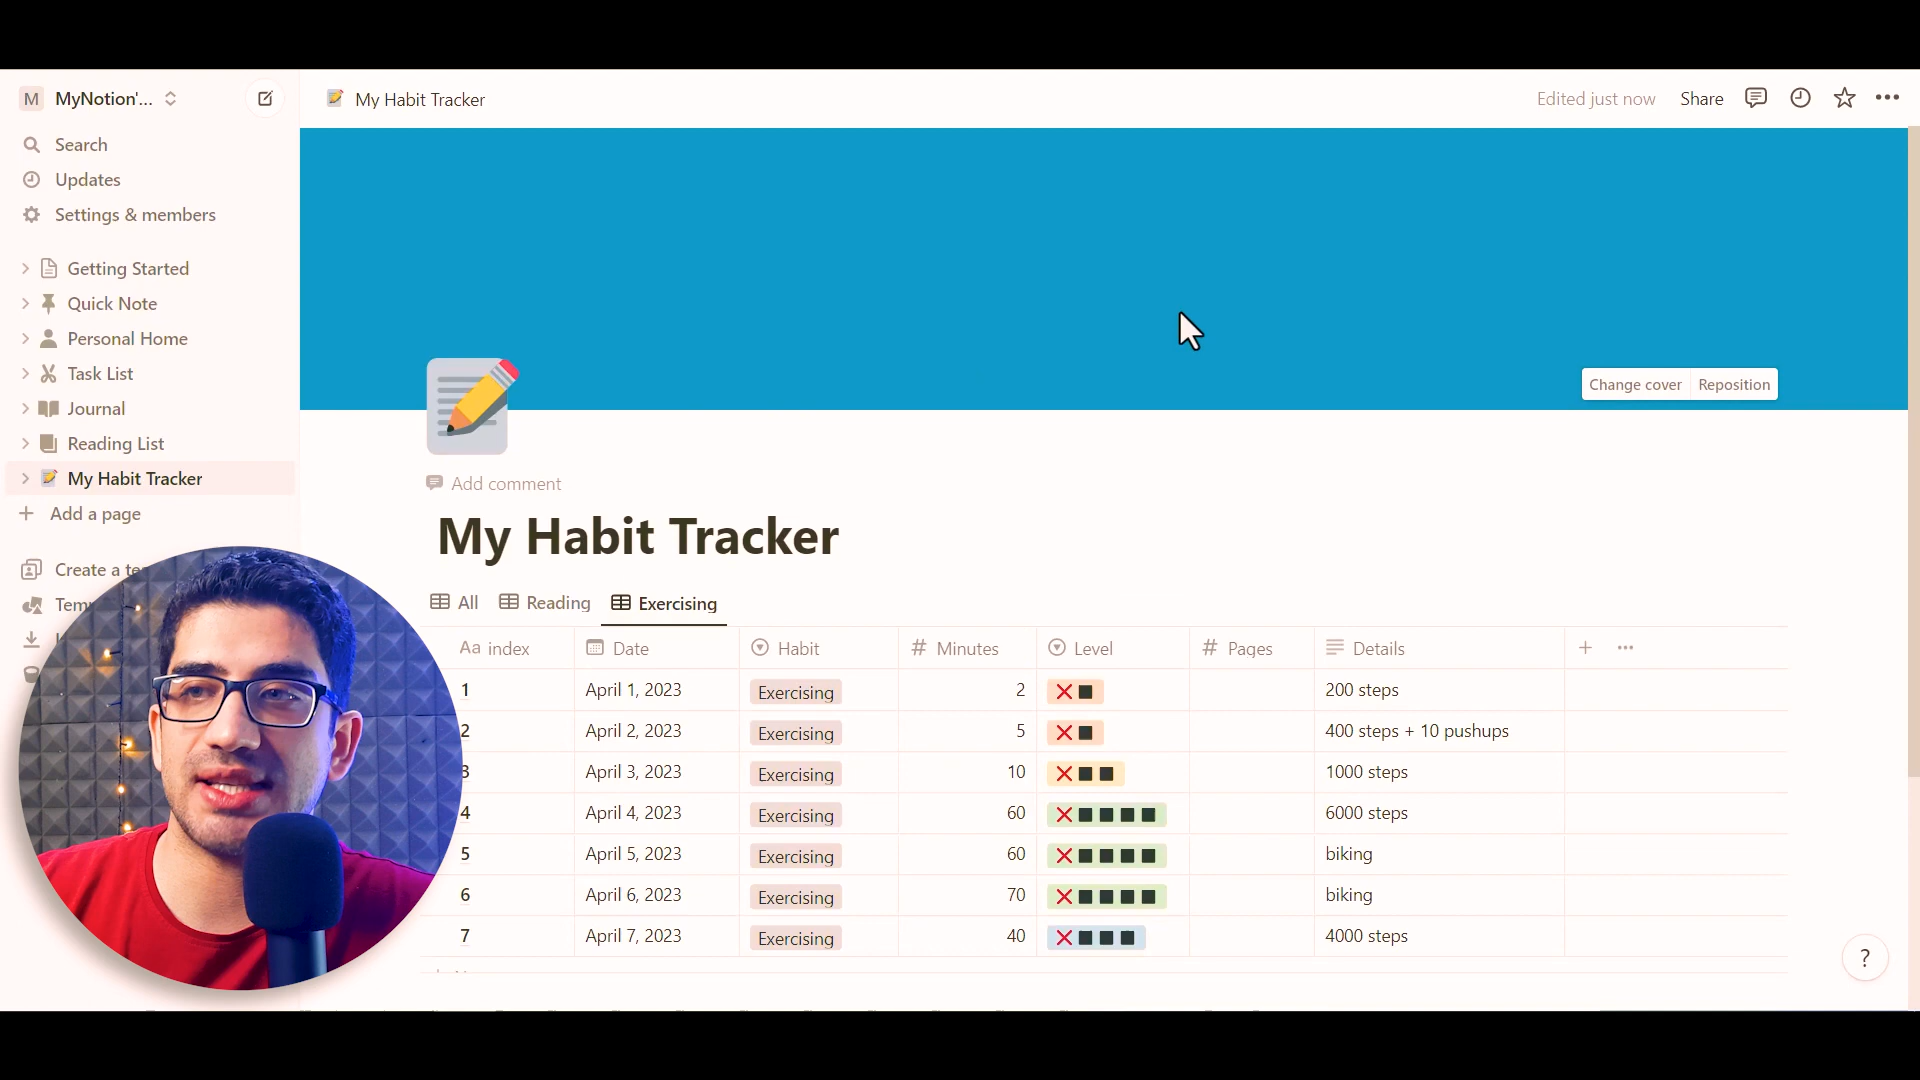 M MyNotion'...
My Habit Tracker
Edited just now Share
Search
Updates
Settings & members
Getting Started
Quick Note
Personal Home
Task List
Journal
Reading List
My Habit Tracker
Add a page
Create a te
Tem
Change cover Reposition
Add comment
My Habit Tracker
All Reading Exercising
Aa index Date Habit # Minutes Level # Pages Details + •••
1 April 1, 2023 Exercising 2 ❌⬛ 200 steps
2 April 2, 2023 Exercising 5 ❌⬛ 400 steps + 10 pushups
3 April 3, 2023 Exercising 10 ❌⬛⬛ 1000 steps
4 April 4, 2023 Exercising 60 ❌⬛⬛⬛⬛ 6000 steps
5 April 5, 2023 Exercising 60 ❌⬛⬛⬛⬛ biking
6 April 6, 2023 Exercising 70 ❌⬛⬛⬛⬛ biking
7 April 7, 2023 Exercising 40 ❌⬛⬛⬛ 4000 steps
?